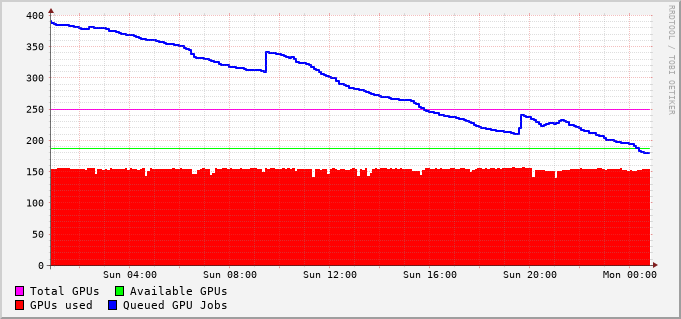 RRDTOOL / TOBI OETIKER
400
350
300
250
200
150
100
50
0
Sun 04:00 Sun 08:00 Sun 12:00 Sun 16:00 Sun 20:00 Mon 00:00
Total GPUs Available GPUs
GPUs used Queued GPU Jobs